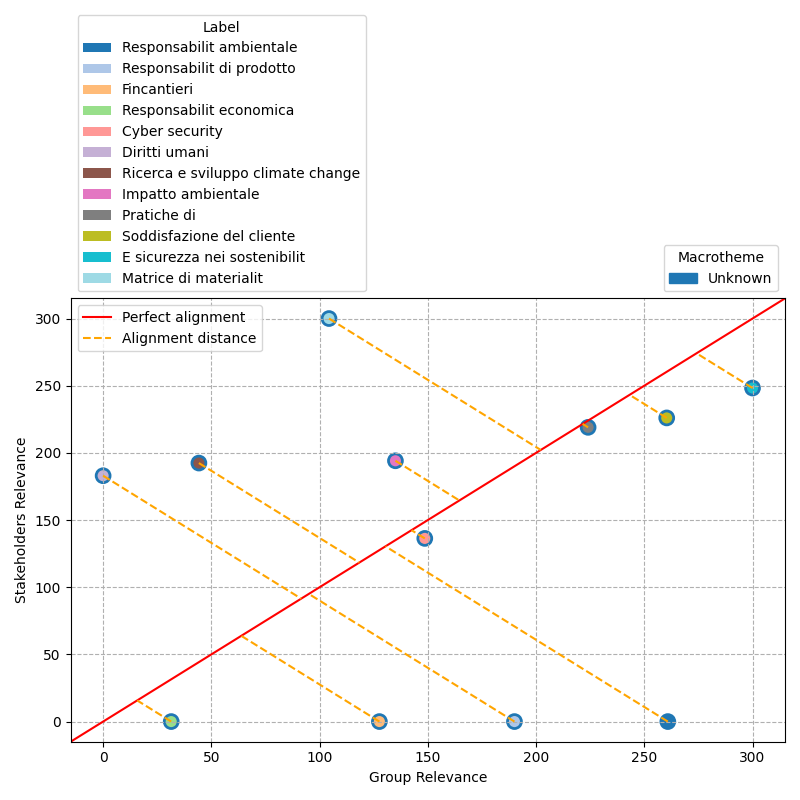 Label
Responsabilit ambientale
Responsabilit di prodotto
Fincantieri
Responsabilit economica
Cyber security
Diritti umani
Ricerca e sviluppo climate change
Impatto ambientale
Pratiche di
Soddisfazione del cliente
E sicurezza nei sostenibilit
Matrice di materialit
Macrotheme
Unknown
Perfect alignment
Alignment distance
300
250
200
150
100
50
0
Stakeholders Relevance
0 50 100 150 200 250 300
Group Relevance